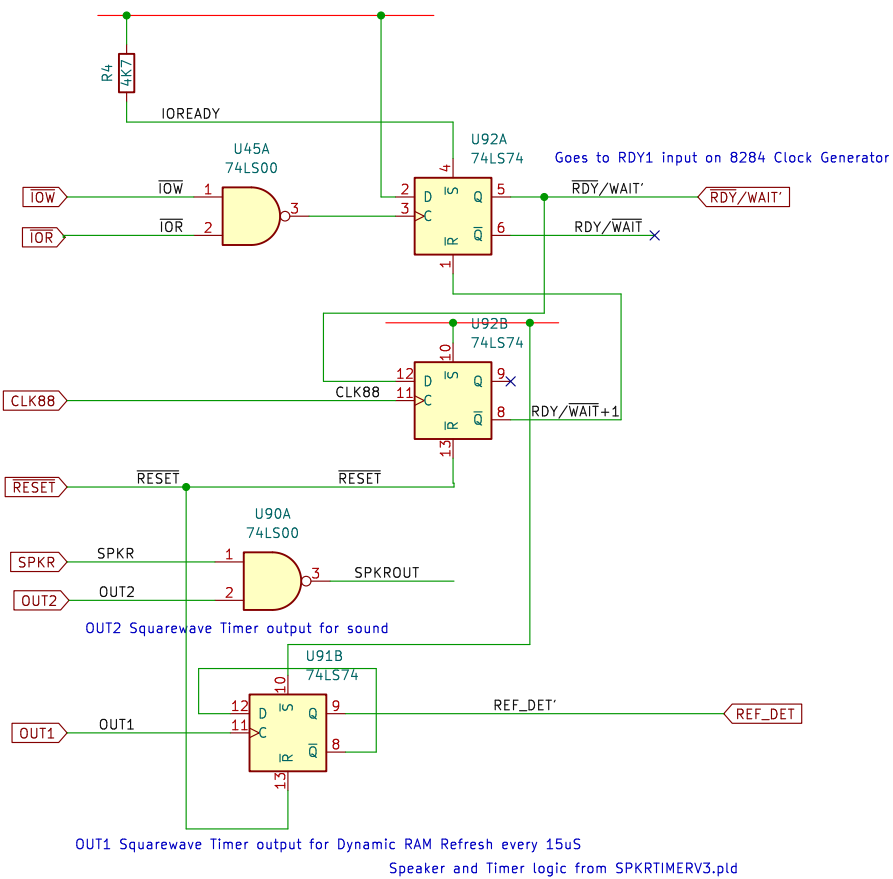 R4
4K7
IOREADY
U45A
74LS00
U92A
74LS74
Goes to RDY1 input on 8284 Clock Generator
4
S
IOW
IOW
1
2
D
Q
5
RDY/WAIT'
RDY/WAIT'
3
3
C
IOR
IOR
2
R
Q
6
RDY/WAIT
1
U92B
74LS74
10
S
12
D
Q
9
CLK88
CLK88
11
C
R
Q
8
RDY/WAIT+1
13
RESET
RESET
RESET
U90A
74LS00
SPKR
SPKR
1
3
SPKROUT
OUT2
OUT2
2
OUT2 Squarewave Timer output for sound
U91B
74LS74
10
S
12
D
Q
9
REF_DET'
REF_DET
OUT1
OUT1
11
C
R
Q
8
13
OUT1 Squarewave Timer output for Dynamic RAM Refresh every 15uS
Speaker and Timer logic from SPKRTIMERV3.pld